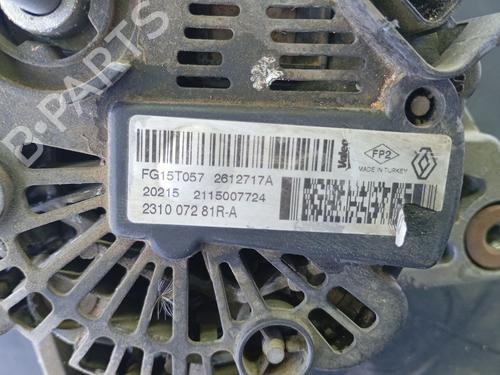 B-PARTS
Valeo
FP2
MADE IN TURKEY
FG15T057 2612717A
20215 2115007724
2310 072 81R-A